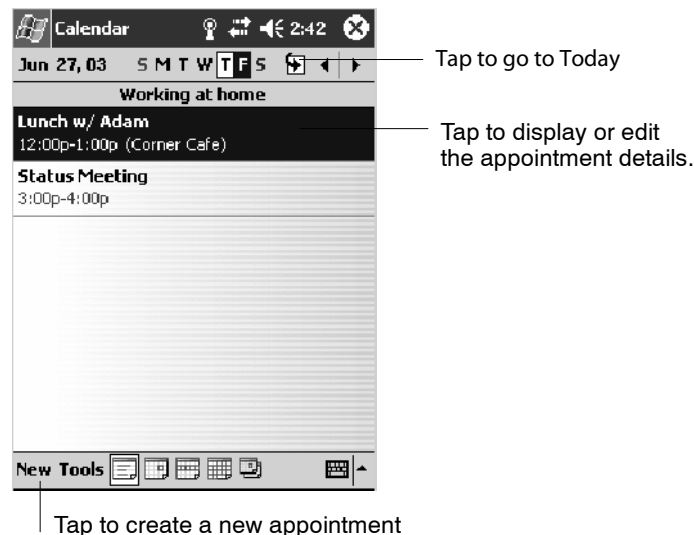 Calendar 2:42
Jun 27, 03 S M T W T F S
Tap to go to Today
Working at home
Lunch w/ Adam
12:00p-1:00p (Corner Cafe)
Tap to display or edit
the appointment details.
Status Meeting
3:00p-4:00p
New Tools
Tap to create a new appointment